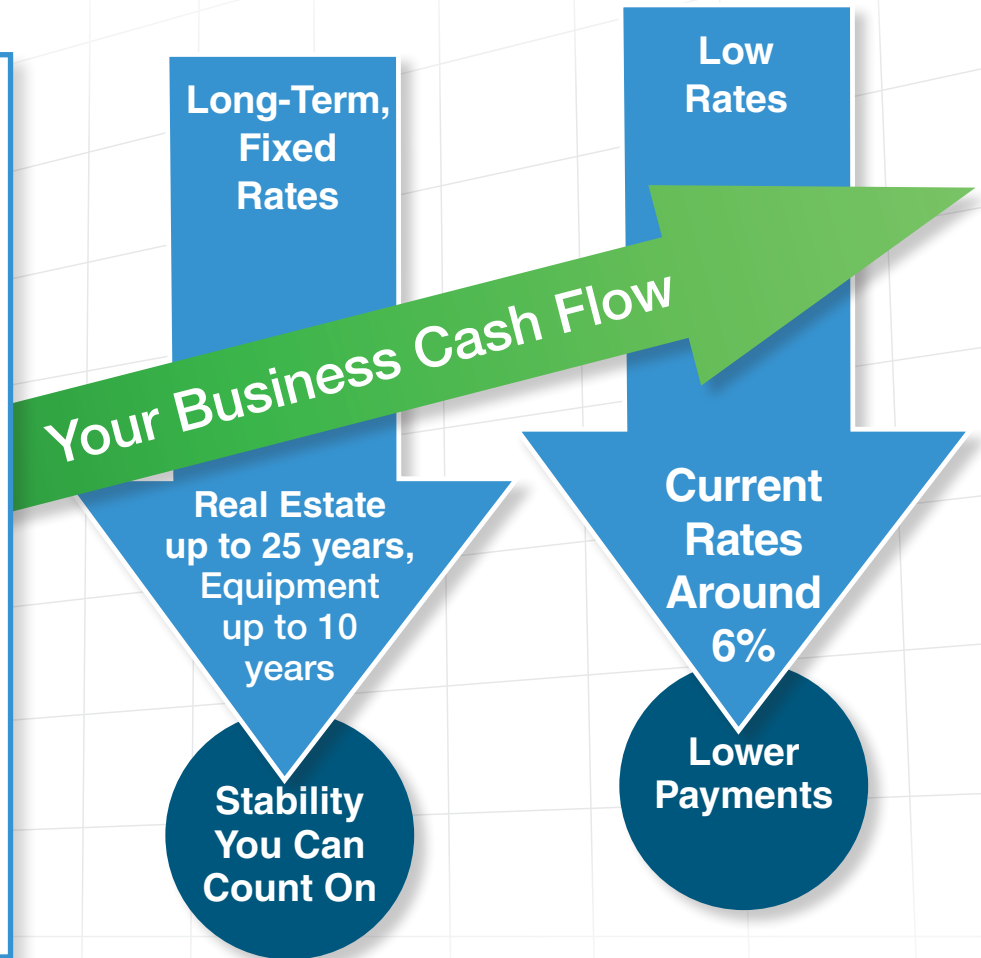 Long-Term,
Fixed
Rates
Low
Rates
Your Business Cash Flow
Real Estate
up to 25 years,
Equipment
up to 10
years
Current
Rates
Around
6%
Stability
You Can
Count On
Lower
Payments